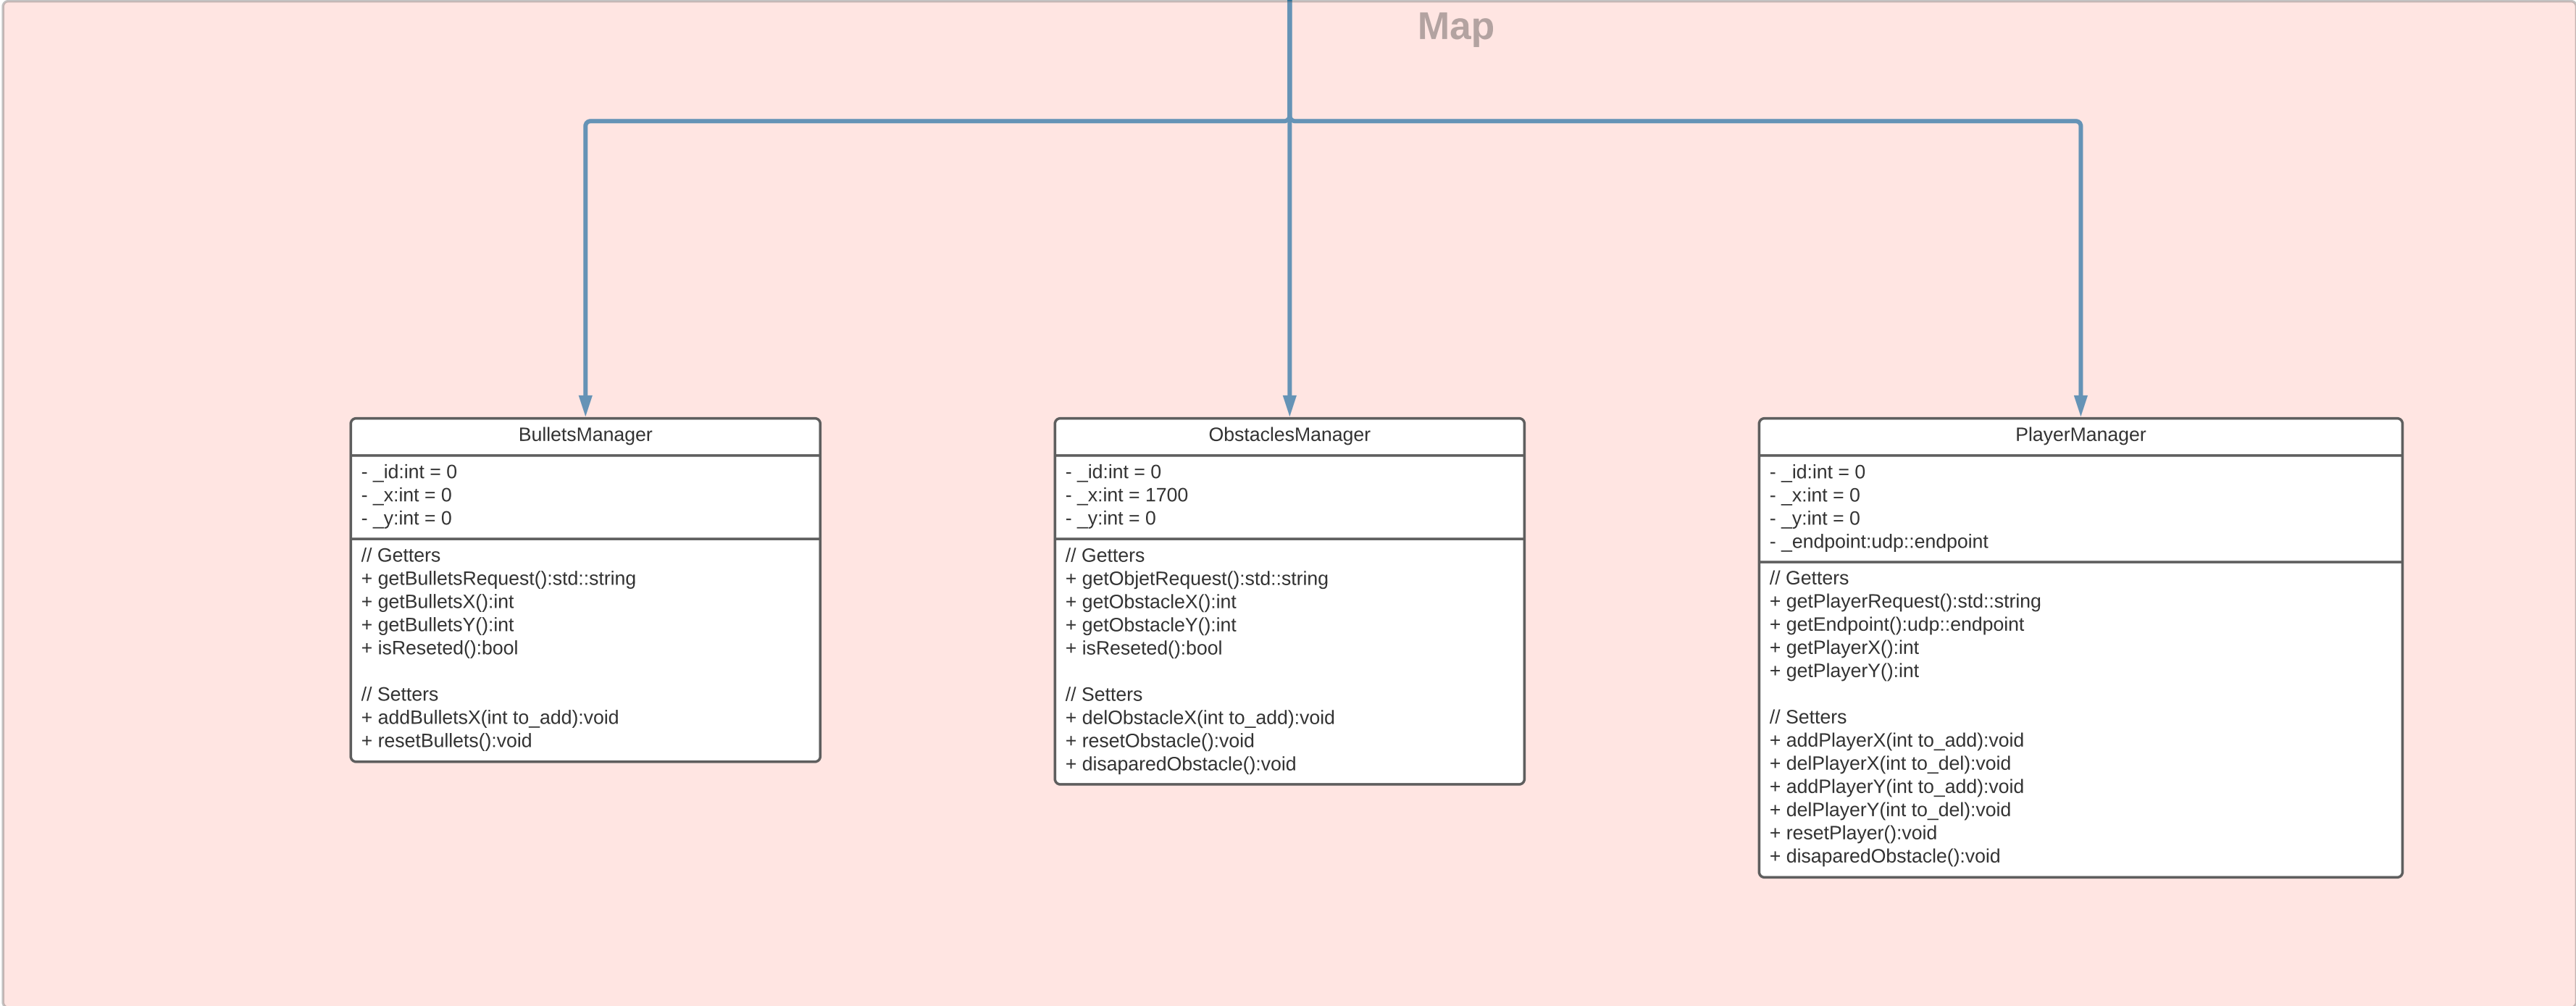 Map
BulletsManager
- _id:int = 0
- _x:int = 0
- _y:int = 0
// Getters
+ getBulletsRequest():std::string
+ getBulletsX():int
+ getBulletsY():int
+ isReseted():bool
// Setters
+ addBulletsX(int to_add):void
+ resetBullets():void
ObstaclesManager
- _id:int = 0
- _x:int = 1700
- _y:int = 0
// Getters
+ getObjetRequest():std::string
+ getObstacleX():int
+ getObstacleY():int
+ isReseted():bool
// Setters
+ delObstacleX(int to_add):void
+ resetObstacle():void
+ disaparedObstacle():void
PlayerManager
- _id:int = 0
- _x:int = 0
- _y:int = 0
- _endpoint:udp::endpoint
// Getters
+ getPlayerRequest():std::string
+ getEndpoint():udp::endpoint
+ getPlayerX():int
+ getPlayerY():int
// Setters
+ addPlayerX(int to_add):void
+ delPlayerX(int to_del):void
+ addPlayerY(int to_add):void
+ delPlayerY(int to_del):void
+ resetPlayer():void
+ disaparedObstacle():void